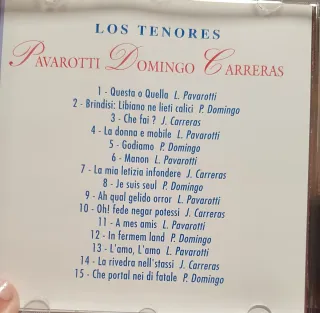 LOS TENORES
PAVAROTTI DOMINGO CARRERAS
1 - Questa o Quella L. Pavarotti
2 - Brindisi: Libiano ne lieti calici P. Domingo
3 - Che fai ? J. Carreras
4 - La donna e mobile L. Pavarotti
5 - Godiamo P. Domingo
6 - Manon L. Pavarotti
7 - La mia letizia infondere J. Carreras
8 - Je suis seul P. Domingo
9 - Ah qual gelido orror L. Pavarotti
10 - Oh! fede negar potessi J. Carreras
11 - A mes amis L. Pavarotti
12 - In fermem land P. Domingo
13 - L'amo, L'amo L. Pavarotti
14 - La rivedra nell'stassi J. Carreras
15 - Che portal nei di fatale P. Domingo